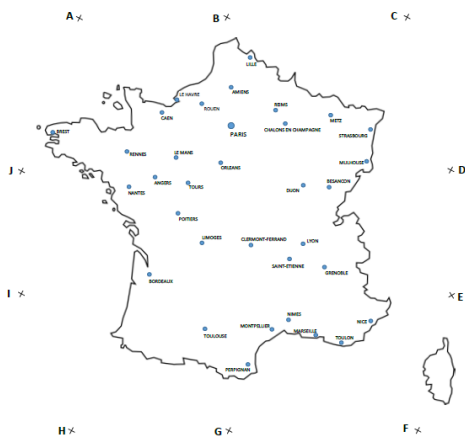 A
B
C
LILLE
AMIENS
LE HAVRE
ROUEN
REIMS
CAEN
METZ
CHALONS EN CHAMPAGNE
PARIS
STRASBOURG
BREST
RENNES
LE MANS
ORLEANS
MULHOUSE
J
D
ANGERS
TOURS
NANTES
DIJON
BESANCON
POITIERS
LIMOGES
CLERMONT-FERRAND
LYON
SAINT-ETIENNE
GRENOBLE
BORDEAUX
I
E
NIMES
NICE
MONTPELLIER
MARSEILLE
TOULOUSE
TOULON
PERPIGNAN
H
G
F